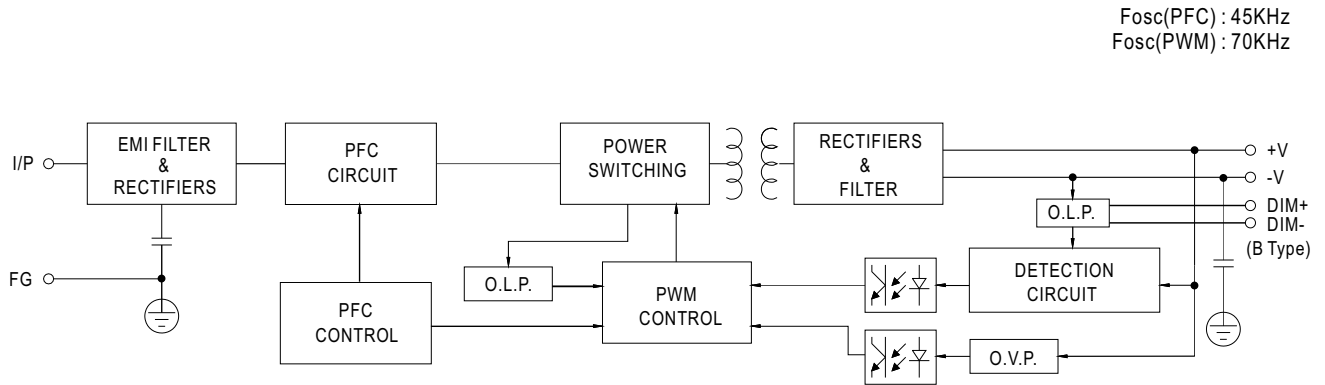 Fosc(PFC) : 45KHz
Fosc(PWM) : 70KHz
I/P
EMI FILTER
&
RECTIFIERS
PFC
CIRCUIT
POWER
SWITCHING
RECTIFIERS
&
FILTER
+V
-V
O.L.P.
DIM+
DIM-
(B Type)
FG
O.L.P.
PFC
CONTROL
PWM
CONTROL
DETECTION
CIRCUIT
O.V.P.